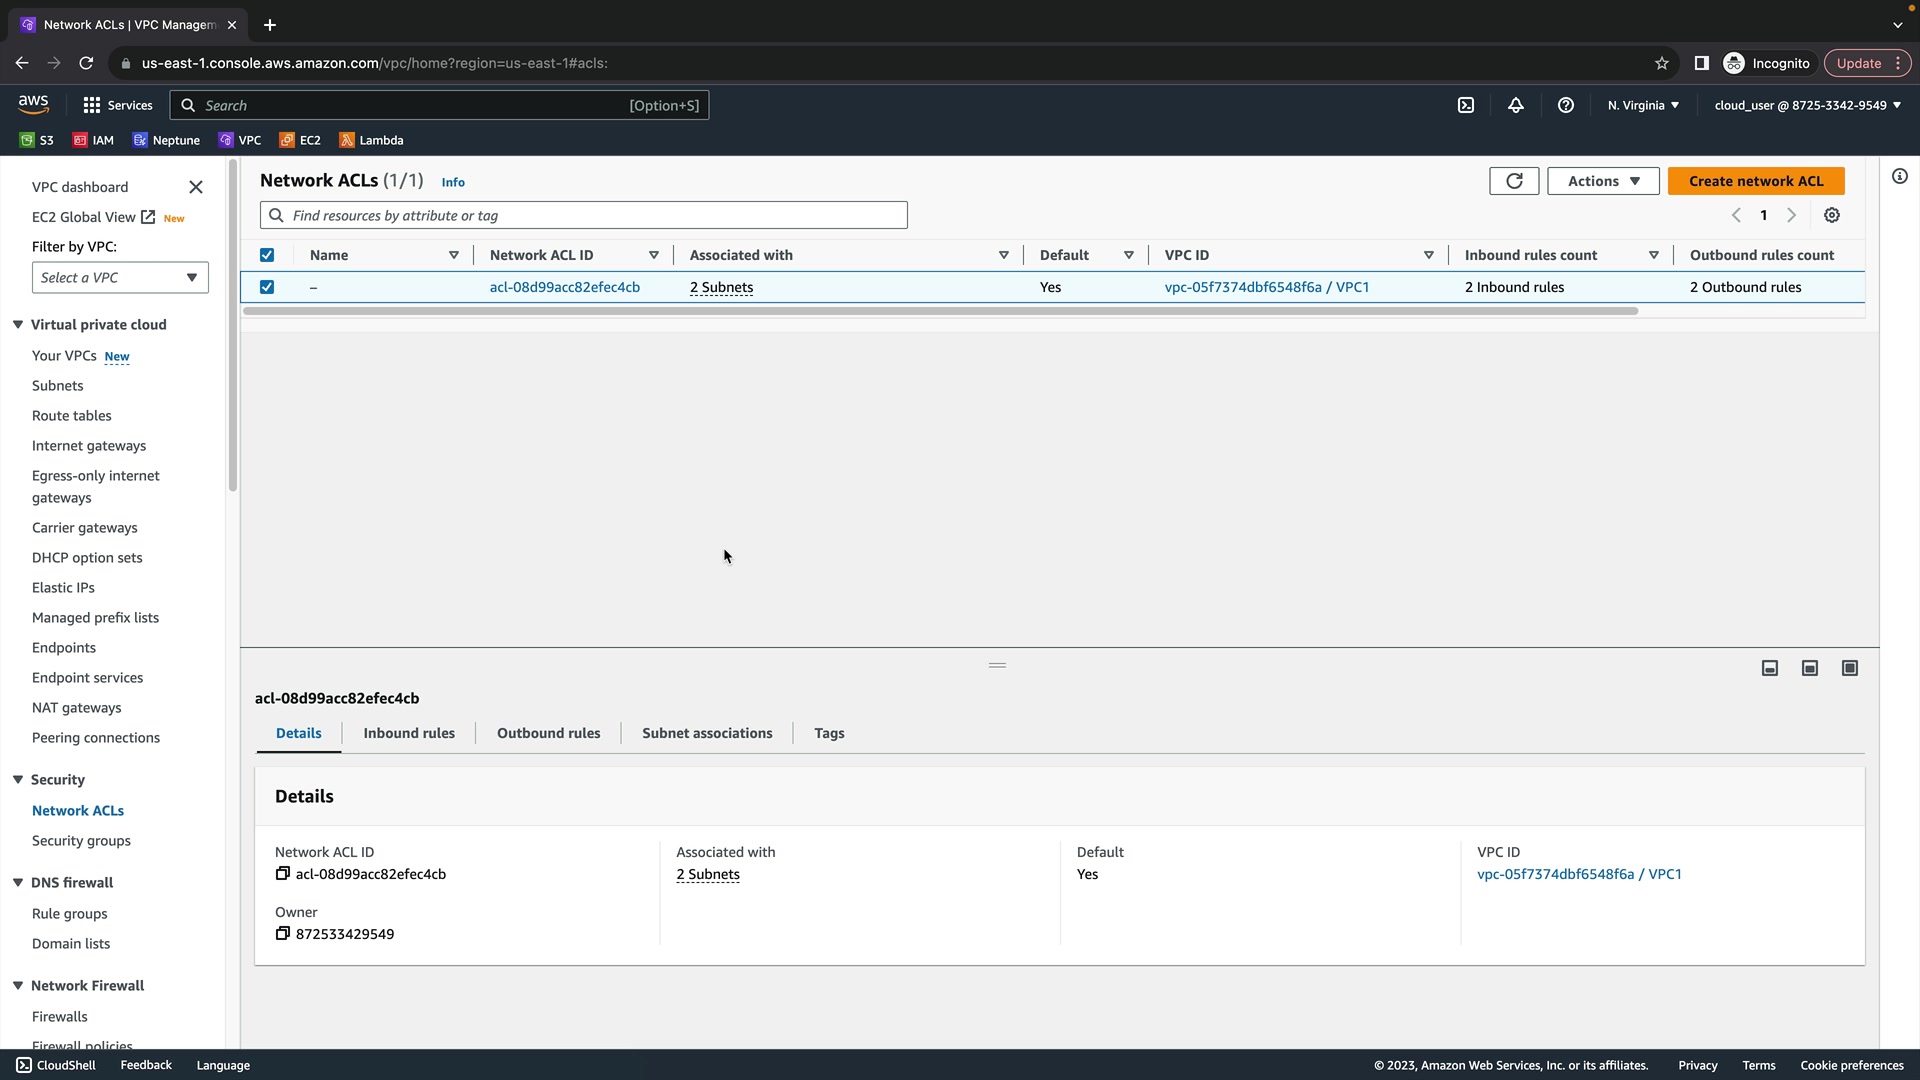 Network ACLs | VPC Managem
us-east-1.console.aws.amazon.com/vpc/home?region=us-east-1#acls:
Incognito
Update
aws
Services
Search
[Option+S]
N. Virginia
cloud_user @ 8725-3342-9549
S3
IAM
Neptune
VPC
EC2
Lambda
VPC dashboard
EC2 Global View
New
Filter by VPC:
Select a VPC
Virtual private cloud
Your VPCs New
Subnets
Route tables
Internet gateways
Egress-only internet
gateways
Carrier gateways
DHCP option sets
Elastic IPs
Managed prefix lists
Endpoints
Endpoint services
NAT gateways
Peering connections
Security
Network ACLs
Security groups
DNS firewall
Rule groups
Domain lists
Network Firewall
Firewalls
Firewall policies
Network ACLs (1/1) Info
Actions
Create network ACL
Find resources by attribute or tag
1
Name
Network ACL ID
Associated with
Default
VPC ID
Inbound rules count
Outbound rules count
–
acl-08d99acc82efec4cb
2 Subnets
Yes
vpc-05f7374dbf6548f6a / VPC1
2 Inbound rules
2 Outbound rules
acl-08d99acc82efec4cb
Details
Inbound rules
Outbound rules
Subnet associations
Tags
Details
Network ACL ID
acl-08d99acc82efec4cb
Associated with
2 Subnets
Default
Yes
VPC ID
vpc-05f7374dbf6548f6a / VPC1
Owner
872533429549
CloudShell
Feedback
Language
© 2023, Amazon Web Services, Inc. or its affiliates.
Privacy
Terms
Cookie preferences